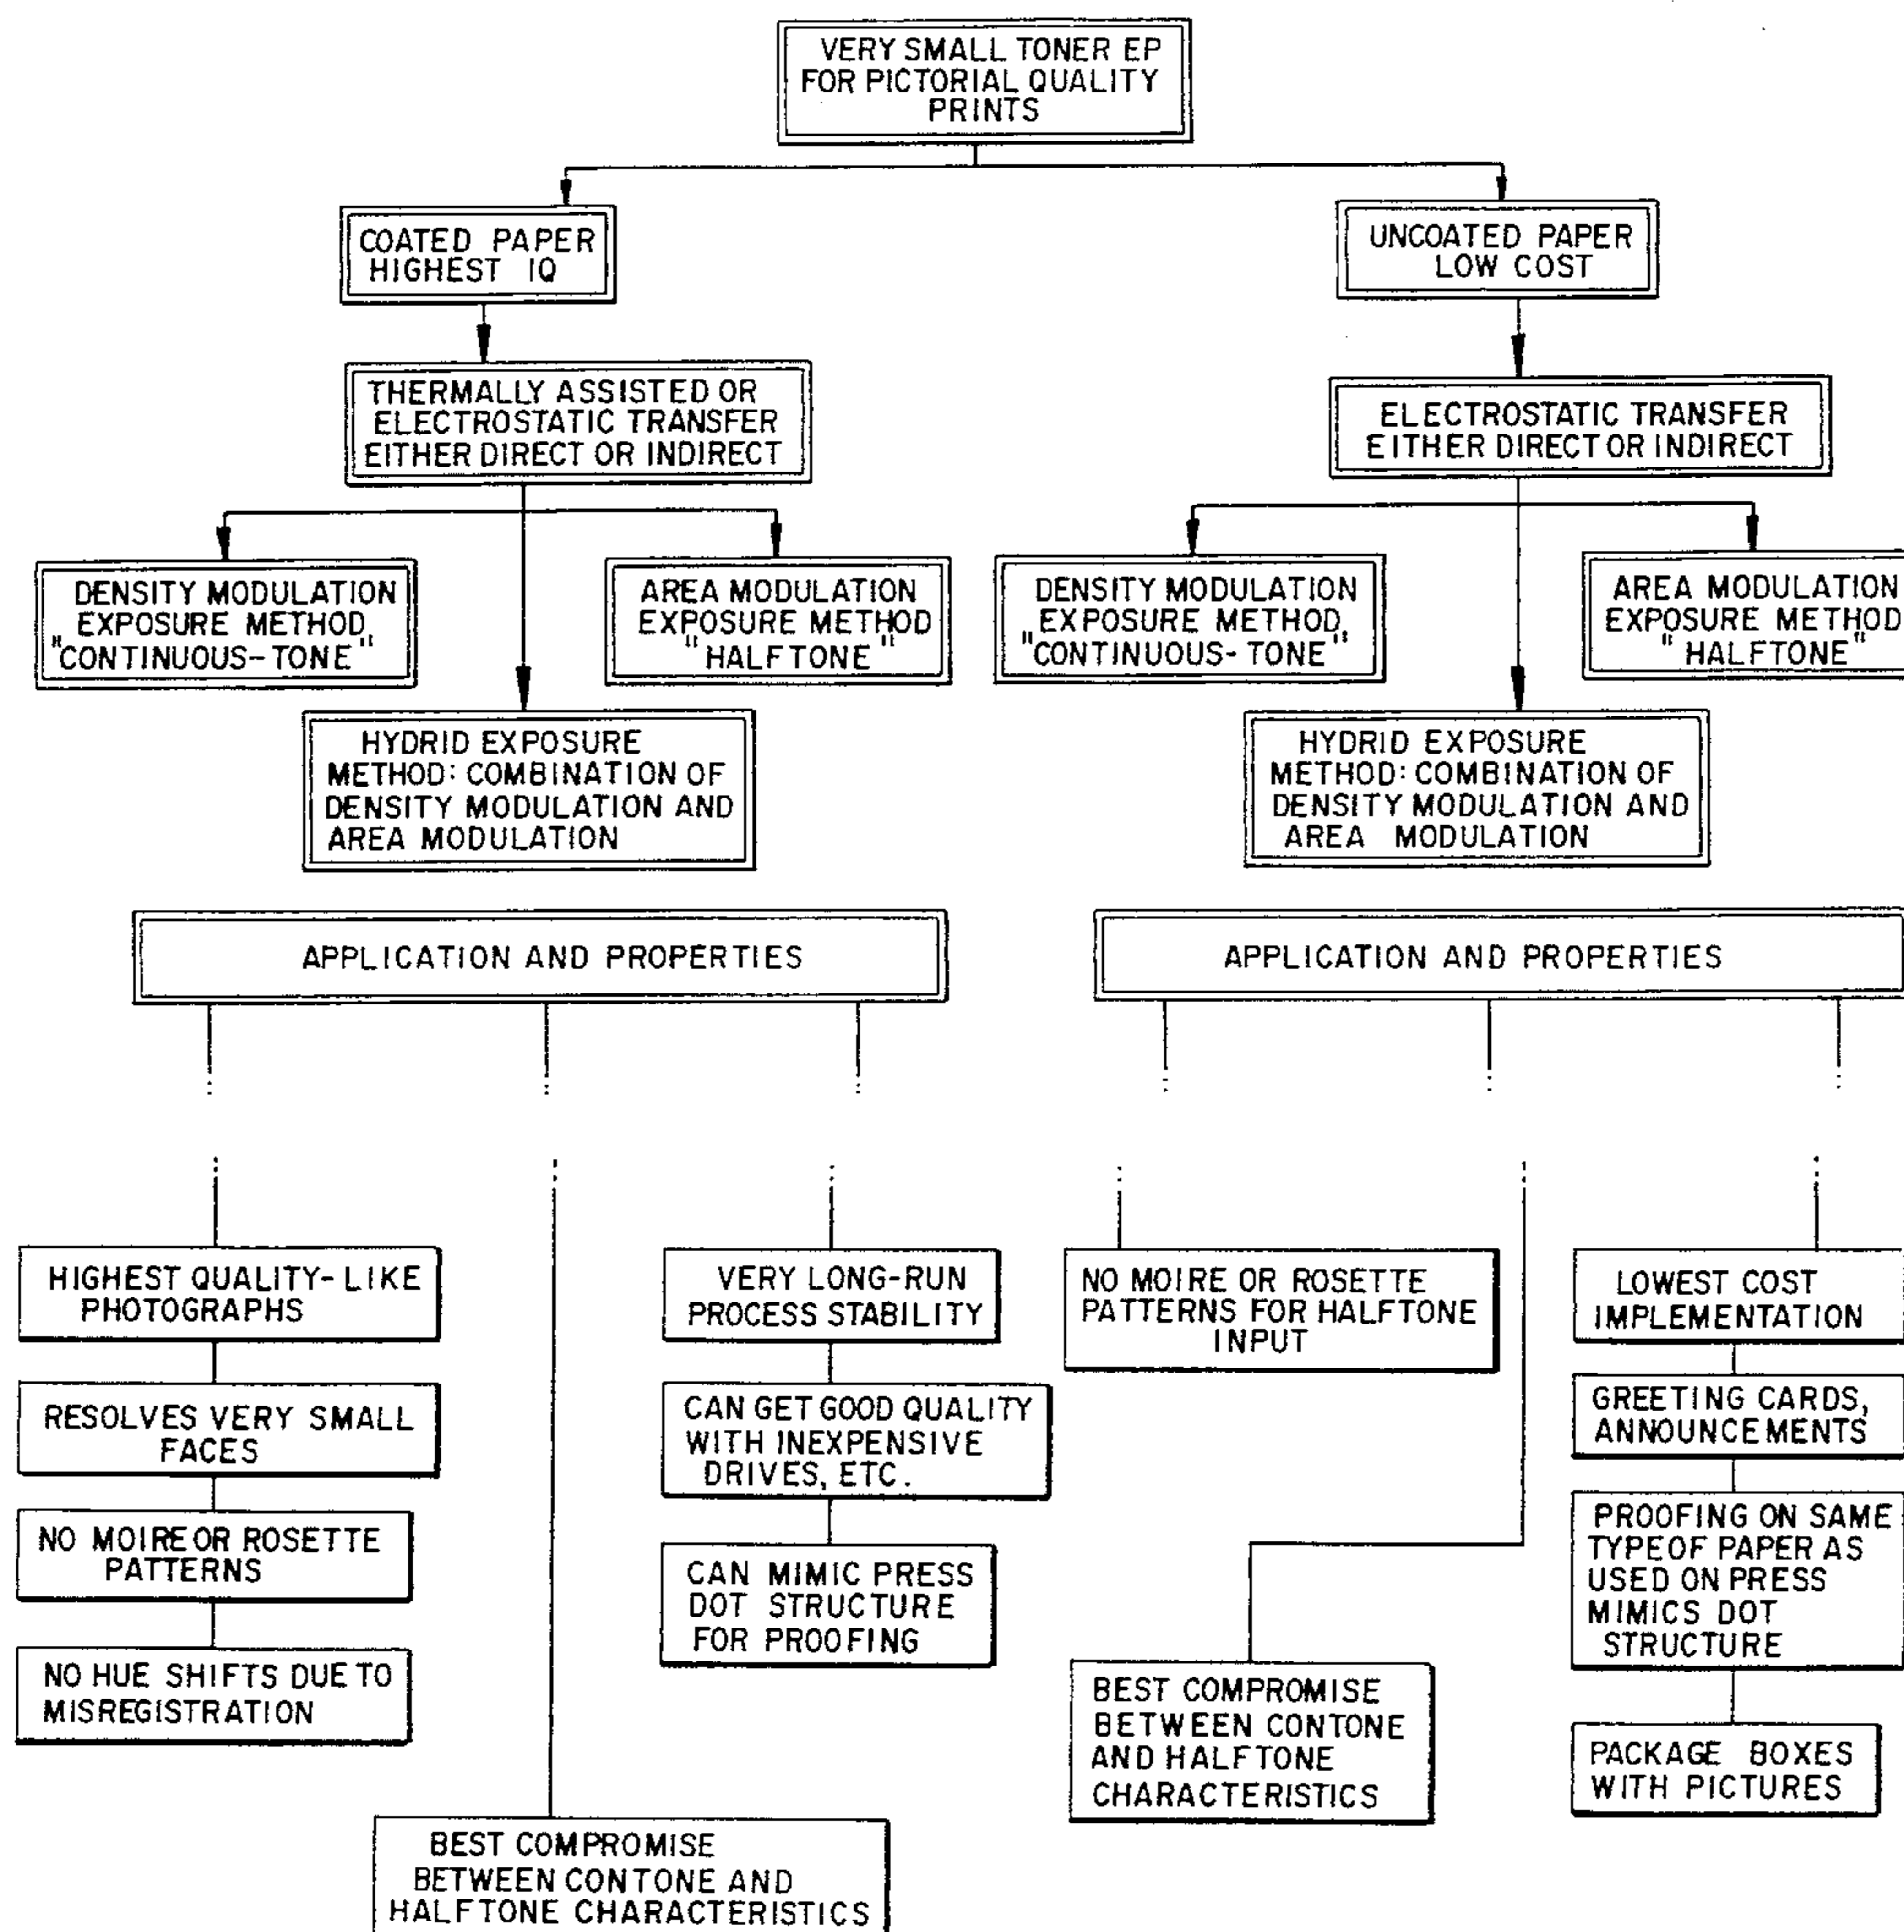 VERY SMALL TONER EP
FOR PICTORIAL QUALITY
PRINTS
COATED PAPER
HIGHEST IQ
UNCOATED PAPER
LOW COST
THERMALLY ASSISTED OR
ELECTROSTATIC TRANSFER
EITHER DIRECT OR INDIRECT
ELECTROSTATIC TRANSFER
EITHER DIRECT OR INDIRECT
DENSITY MODULATION
EXPOSURE METHOD
"CONTINUOUS-TONE"
AREA MODULATION
EXPOSURE METHOD
"HALFTONE"
DENSITY MODULATION
EXPOSURE METHOD
"CONTINUOUS-TONE"
AREA MODULATION
EXPOSURE METHOD
"HALFTONE"
HYDRID EXPOSURE
METHOD: COMBINATION OF
DENSITY MODULATION AND
AREA MODULATION
HYDRID EXPOSURE
METHOD: COMBINATION OF
DENSITY MODULATION AND
AREA MODULATION
APPLICATION AND PROPERTIES
APPLICATION AND PROPERTIES
HIGHEST QUALITY-LIKE
PHOTOGRAPHS
RESOLVES VERY SMALL
FACES
NO MOIRE OR ROSETTE
PATTERNS
NO HUE SHIFTS DUE TO
MISREGISTRATION
BEST COMPROMISE
BETWEEN CONTONE AND
HALFTONE CHARACTERISTICS
VERY LONG-RUN
PROCESS STABILITY
CAN GET GOOD QUALITY
WITH INEXPENSIVE
DRIVES, ETC.
CAN MIMIC PRESS
DOT STRUCTURE
FOR PROOFING
NO MOIRE OR ROSETTE
PATTERNS FOR HALFTONE
INPUT
BEST COMPROMISE
BETWEEN CONTONE
AND HALFTONE
CHARACTERISTICS
LOWEST COST
IMPLEMENTATION
GREETING CARDS,
ANNOUNCEMENTS
PROOFING ON SAME
TYPE OF PAPER AS
USED ON PRESS
MIMICS DOT
STRUCTURE
PACKAGE BOXES
WITH PICTURES